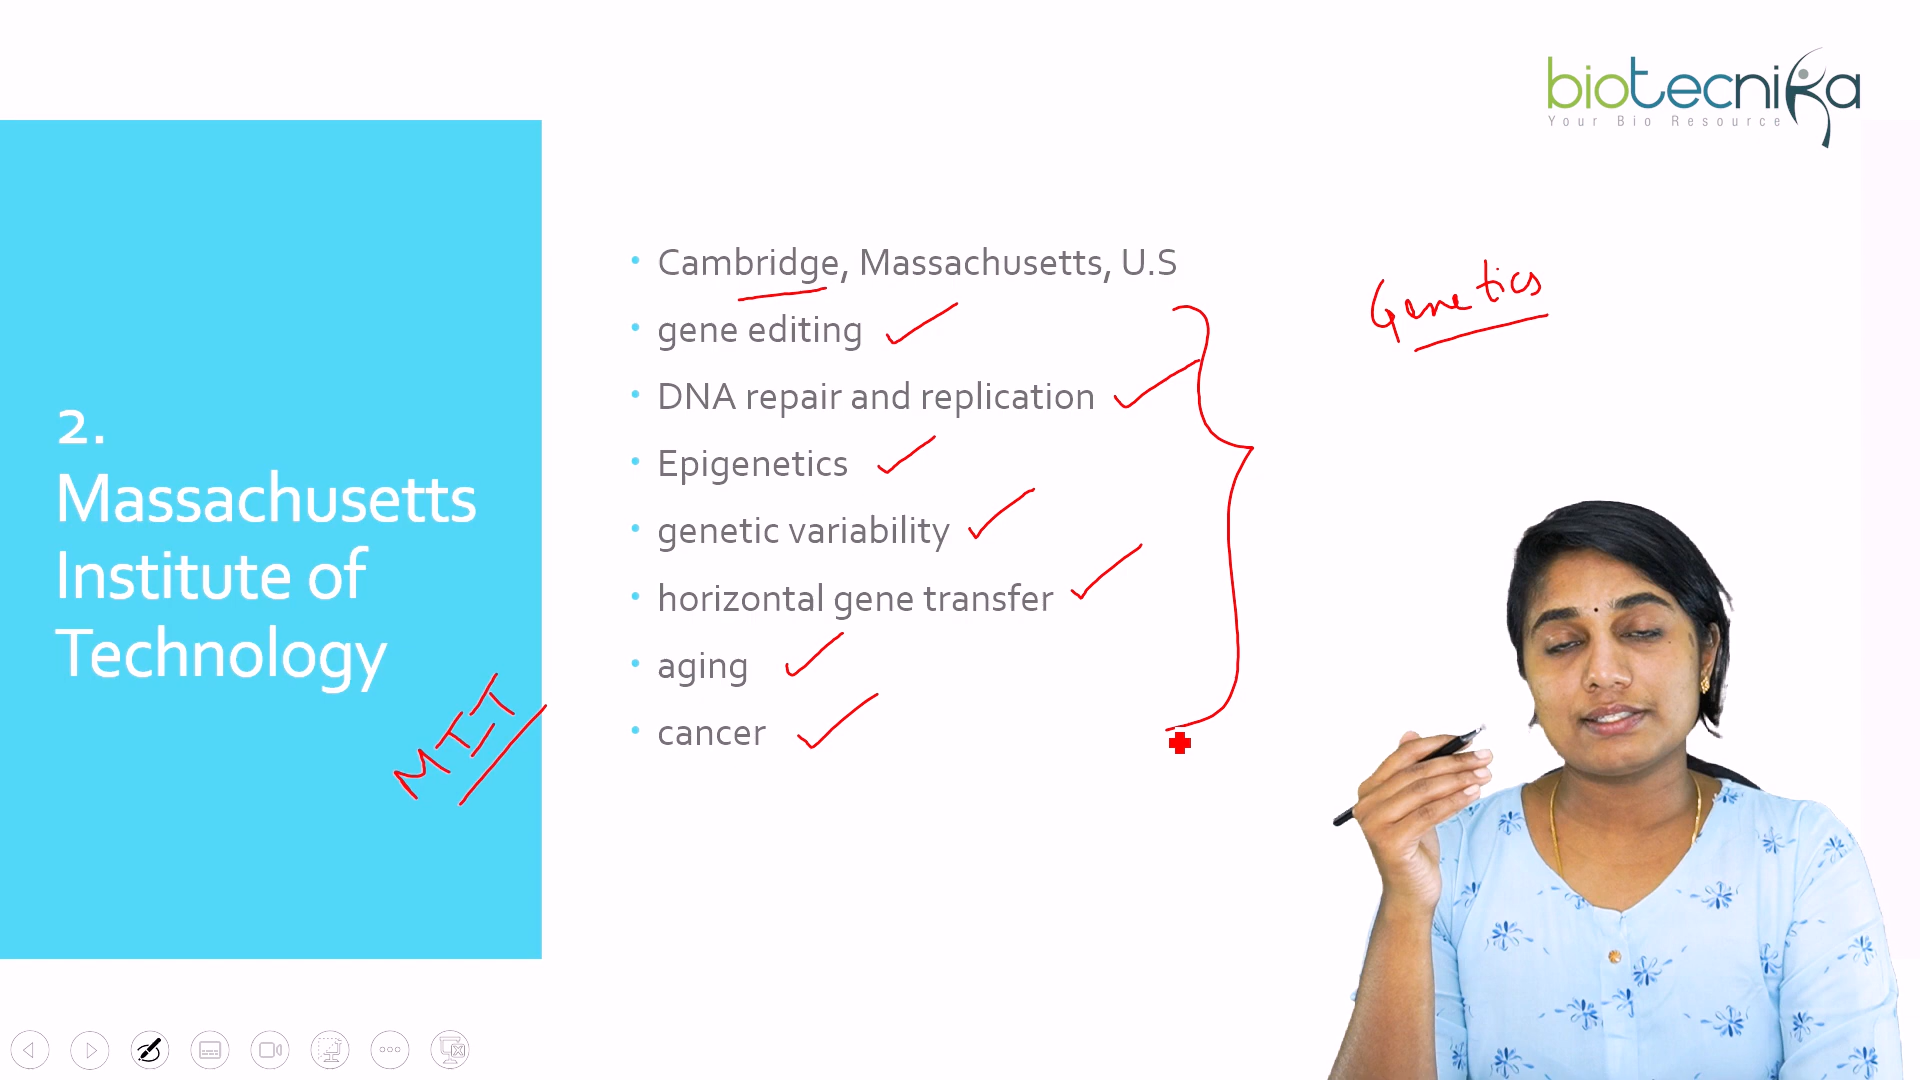 biotecnika
Your Bio Resource
2.
Massachusetts
Institute of
Technology
MIT
• Cambridge, Massachusetts, U.S
• gene editing
• DNA repair and replication
• Epigenetics
• genetic variability
• horizontal gene transfer
• aging
• cancer
Genetics